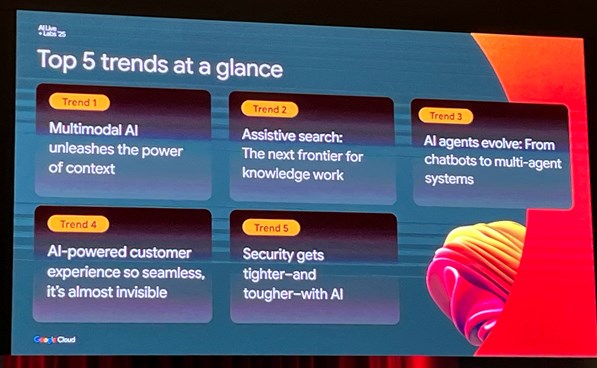 AI Live
+ Labs '25
Top 5 trends at a glance
Trend 1
Multimodal AI
unleashes the power
of context
Trend 2
Assistive search:
The next frontier for
knowledge work
Trend 3
AI agents evolve: From
chatbots to multi-agent
systems
Trend 4
AI-powered customer
experience so seamless,
it's almost invisible
Trend 5
Security gets
tighter–and
tougher–with AI
Google Cloud